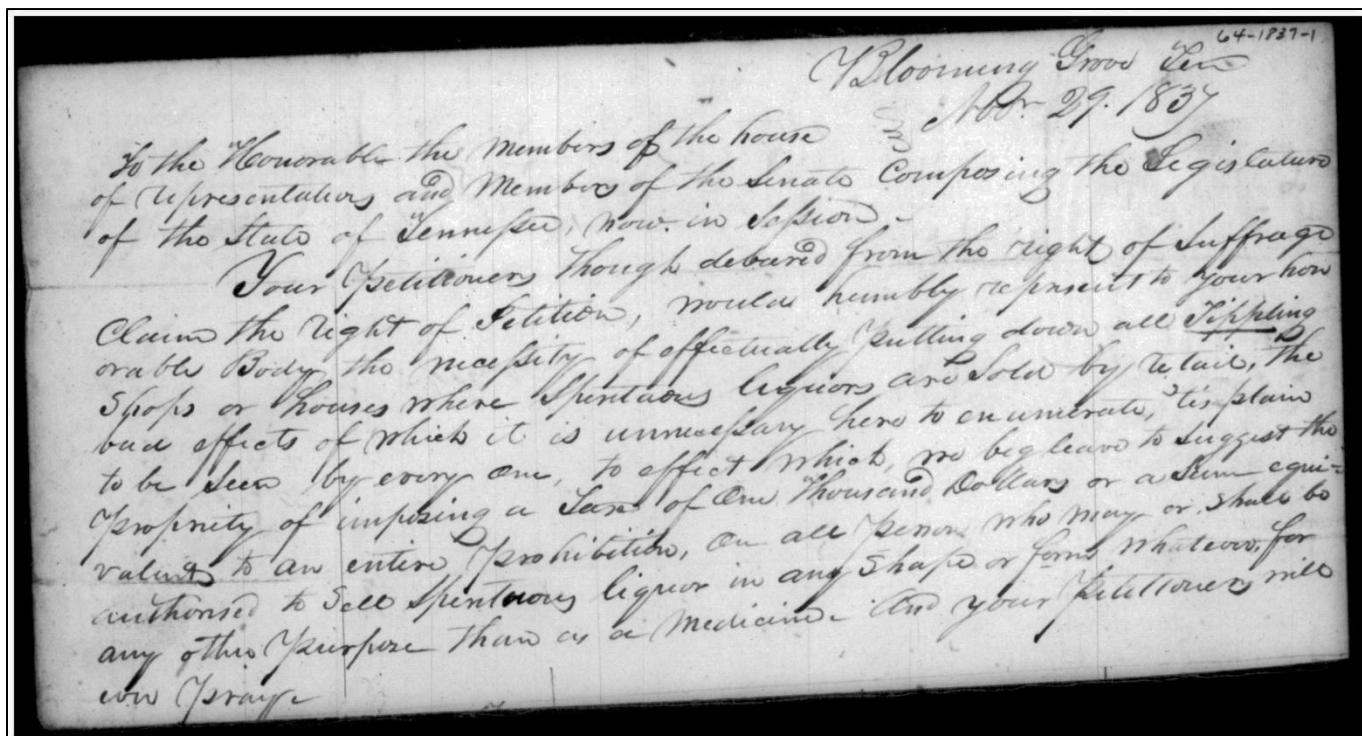 64-1837-1
Blooming Grove Ten
Nov. 29. 1837
To the Honorable the members of the house
of representatives and Members of the Senate Composing the Legislature
of the State of Tennessee, now in Session -
Your Petitioners though debared from the right of Suffrage
Claim the right of Petition, would humbly represent to your hon
orable Body the necessity of effectually putting down all Tippling
Shops or houses where Spirituous liquors are Sold by retail, the
bad effects of which it is unnecessary here to enumerate, 'tis plain
to be Seen by every one, to effect which, we beg leave to Suggest the
propriety of imposing a Tax of One Thousand Dollars or a Sum equi-
valent to an entire prohibition, on all person who may or shall be
authorised to Sell Spirituous liquor in any shape or form whatever, for
any other purpose than as a Medicine - And your Petitioners will
ever pray -